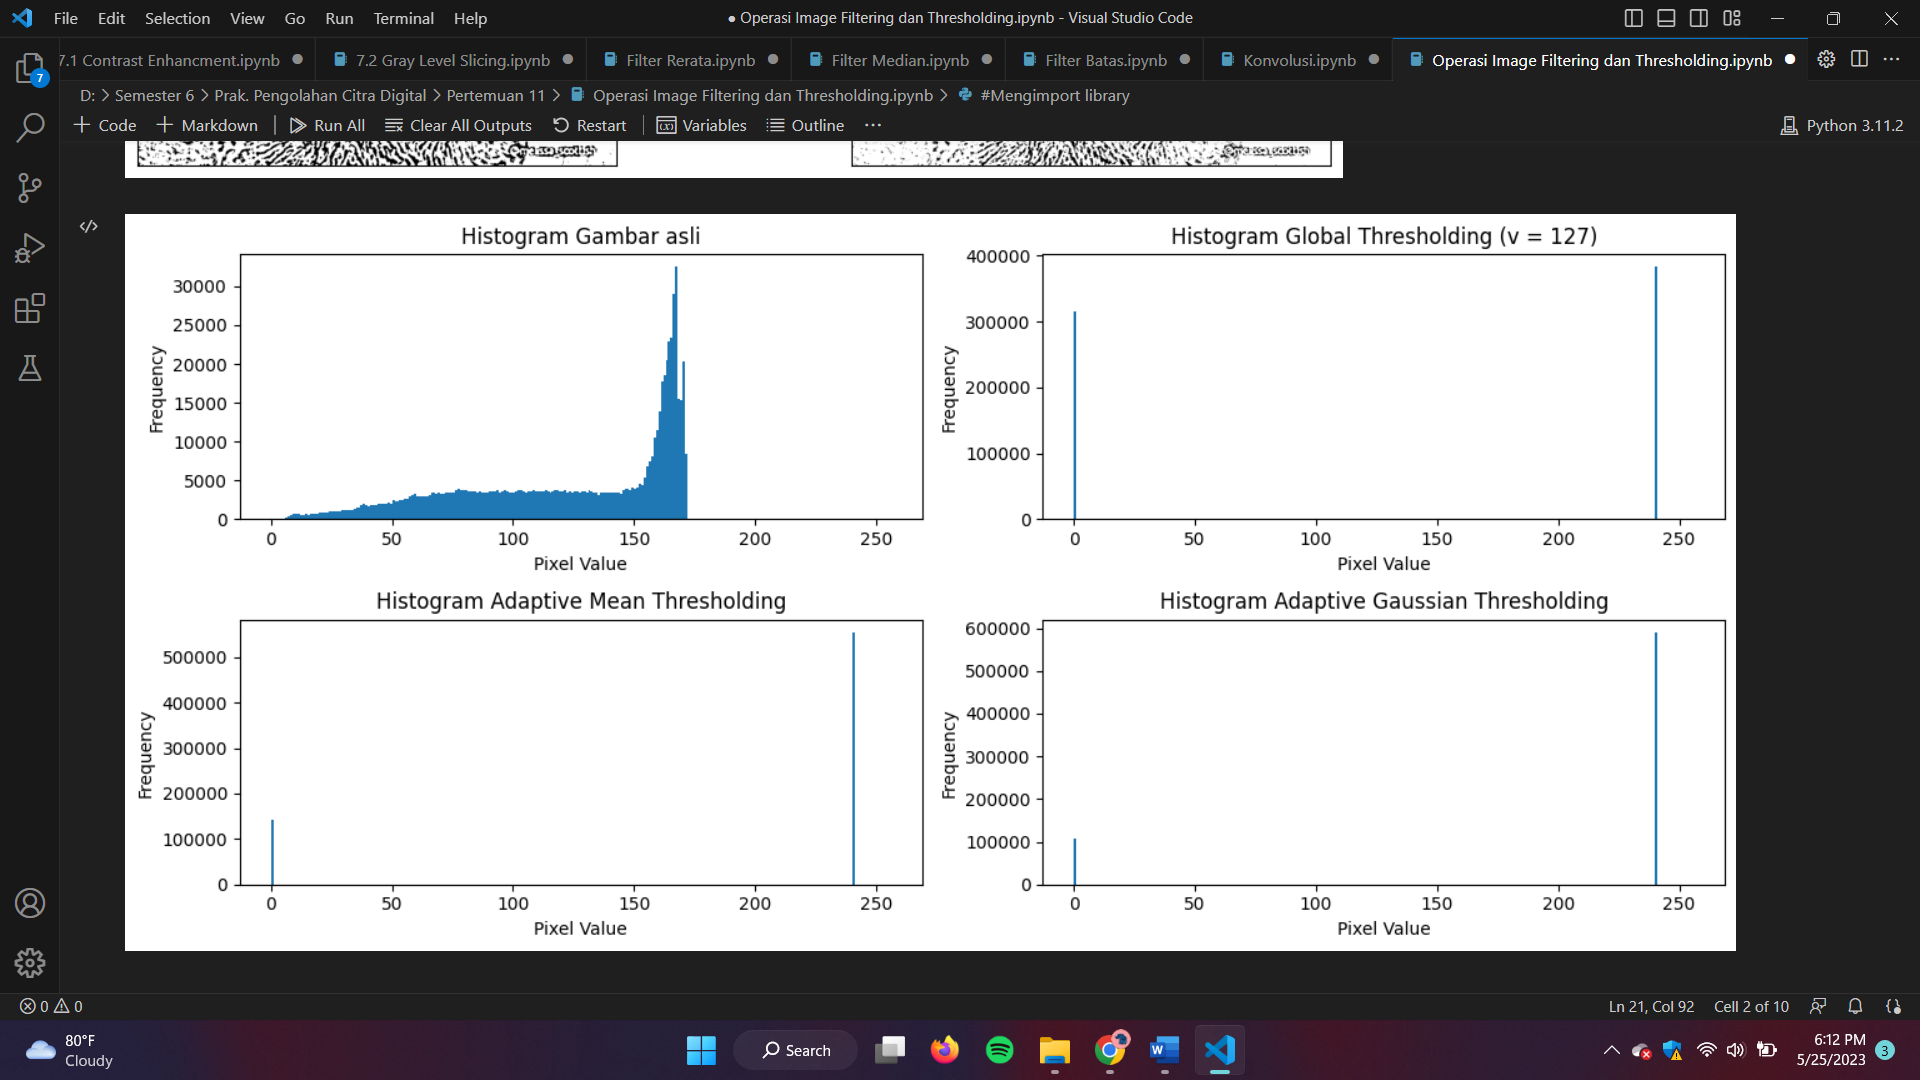 File Edit Selection View Go Run Terminal Help
● Operasi Image Filtering dan Thresholding.ipynb - Visual Studio Code
7.1 Contrast Enhancment.ipynb
7.2 Gray Level Slicing.ipynb
Filter Rerata.ipynb
Filter Median.ipynb
Filter Batas.ipynb
Konvolusi.ipynb
Operasi Image Filtering dan Thresholding.ipynb
D: > Semester 6 > Prak. Pengolahan Citra Digital > Pertemuan 11 > Operasi Image Filtering dan Thresholding.ipynb > #Mengimport library
+ Code + Markdown Run All Clear All Outputs Restart Variables Outline ...
Python 3.11.2
7
Histogram Gambar asli
30000
25000
20000
15000
10000
5000
0
Frequency
0 50 100 150 200 250
Pixel Value
Histogram Global Thresholding (v = 127)
400000
300000
200000
100000
0
Frequency
0 50 100 150 200 250
Pixel Value
Histogram Adaptive Mean Thresholding
500000
400000
300000
200000
100000
0
Frequency
0 50 100 150 200 250
Pixel Value
Histogram Adaptive Gaussian Thresholding
600000
500000
400000
300000
200000
100000
0
Frequency
0 50 100 150 200 250
Pixel Value
0 0
Ln 21, Col 92 Cell 2 of 10
80°F
Cloudy
Search
6:12 PM
5/25/2023
3